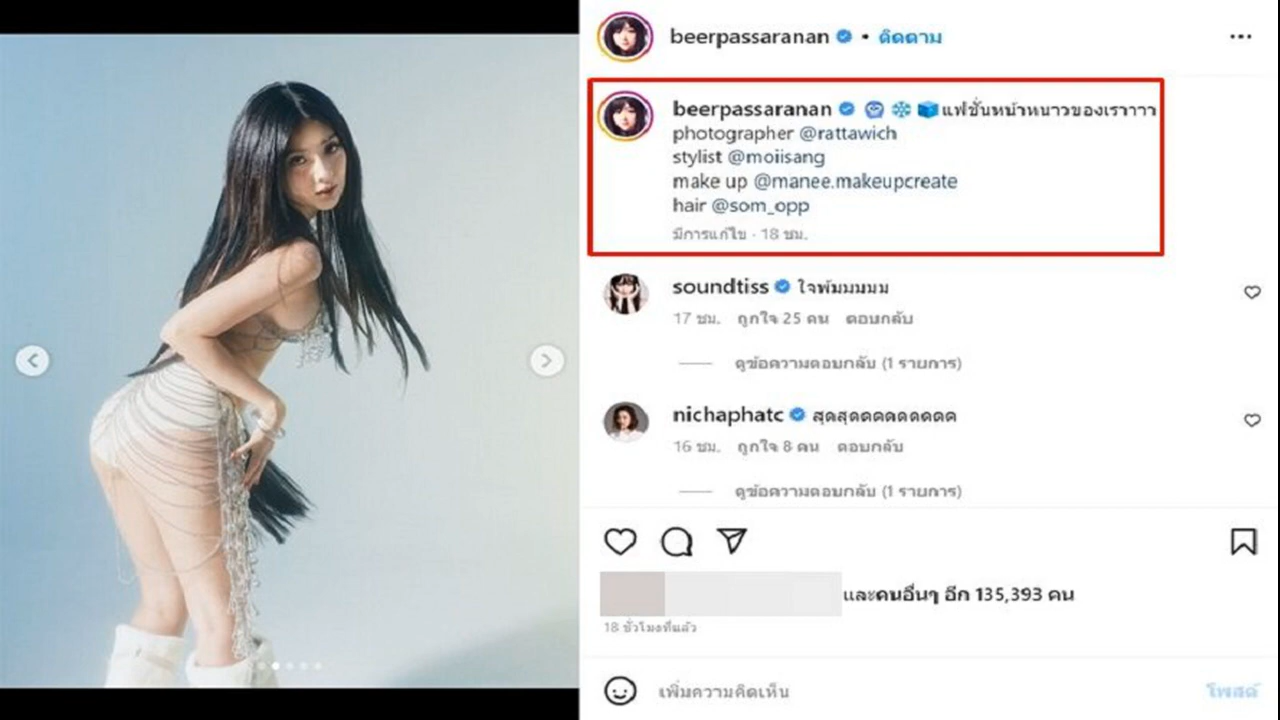 beerpassaranan • ติดตาม
beerpassaranan แฟชั่นหน้าหนาวของเราาาา
photographer @rattawich
stylist @moiisang
make up @manee.makeupcreate
hair @som_opp
มีการแก้ไข · 18 ชม.
soundtiss ใจพัมมมมม
17 ชม. ถูกใจ 25 คน ตอบกลับ
ดูข้อความตอบกลับ (1 รายการ)
nichaphatc สุดสุดดดดดดดดด
16 ชม. ถูกใจ 8 คน ตอบกลับ
ดูข้อความตอบกลับ (1 รายการ)
และคนอื่นๆ อีก 135,393 คน
18 ชั่วโมงที่แล้ว
เพิ่มความคิดเห็น
โพสต์